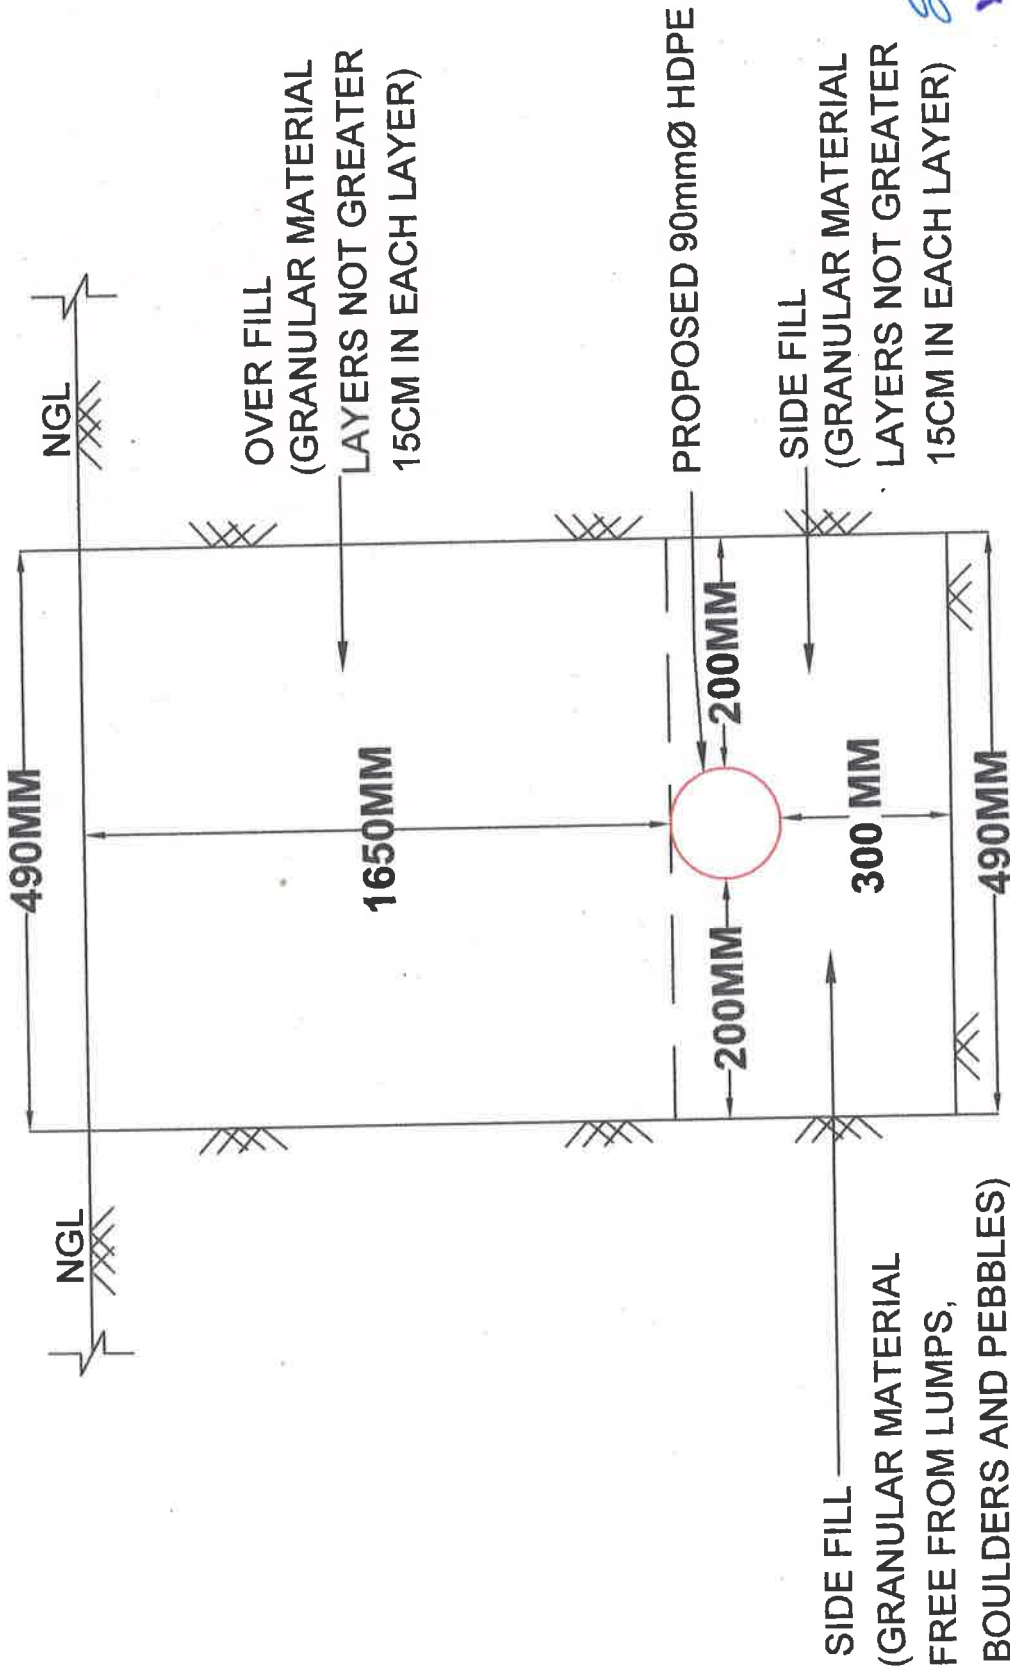 490MM
NGL
NGL
OVER FILL
(GRANULAR MATERIAL
LAYERS NOT GREATER
15CM IN EACH LAYER)
1650MM
PROPOSED 90mmØ HDPE
200MM
200MM
SIDE FILL
(GRANULAR MATERIAL
LAYERS NOT GREATER
15CM IN EACH LAYER)
300 MM
490MM
SIDE FILL
(GRANULAR MATERIAL
FREE FROM LUMPS,
BOULDERS AND PEBBLES)